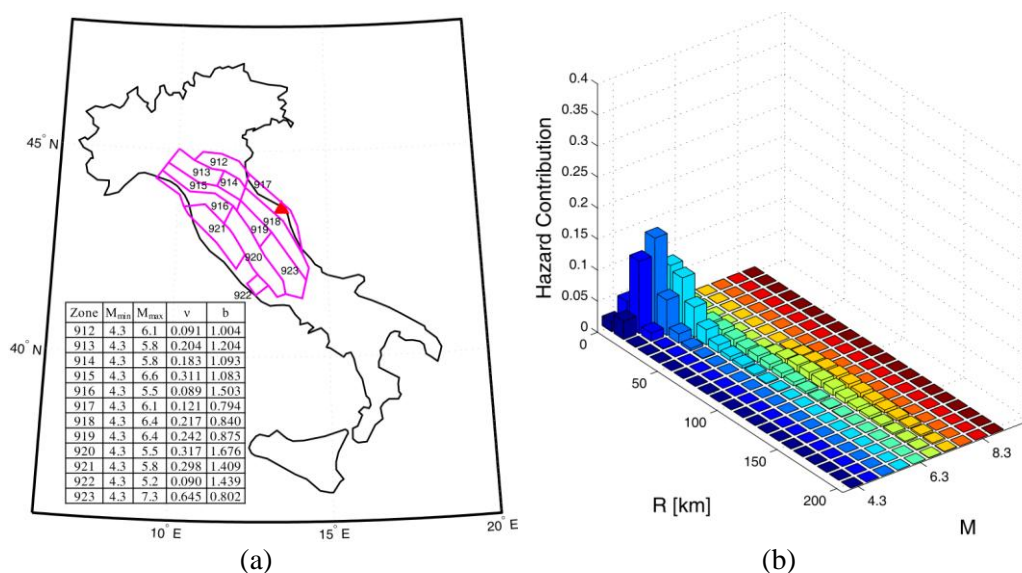 45° N
40° N
10° E
15° E
20° E
912
913
914
917
915
916
918
919
921
920
923
922
Zone Mmin Mmax ν b
912 4.3 6.1 0.091 1.004
913 4.3 5.8 0.204 1.204
914 4.3 5.8 0.183 1.093
915 4.3 6.6 0.311 1.083
916 4.3 5.5 0.089 1.503
917 4.3 6.1 0.121 0.794
918 4.3 6.4 0.217 0.840
919 4.3 6.4 0.242 0.875
920 4.3 5.5 0.317 1.676
921 4.3 5.8 0.298 1.409
922 4.3 5.2 0.090 1.439
923 4.3 7.3 0.645 0.802
(a)
Hazard Contribution
0.4
0.35
0.3
0.25
0.2
0.15
0.1
0.05
0
0
50
100
150
200
R [km]
4.3
6.3
8.3
M
(b)